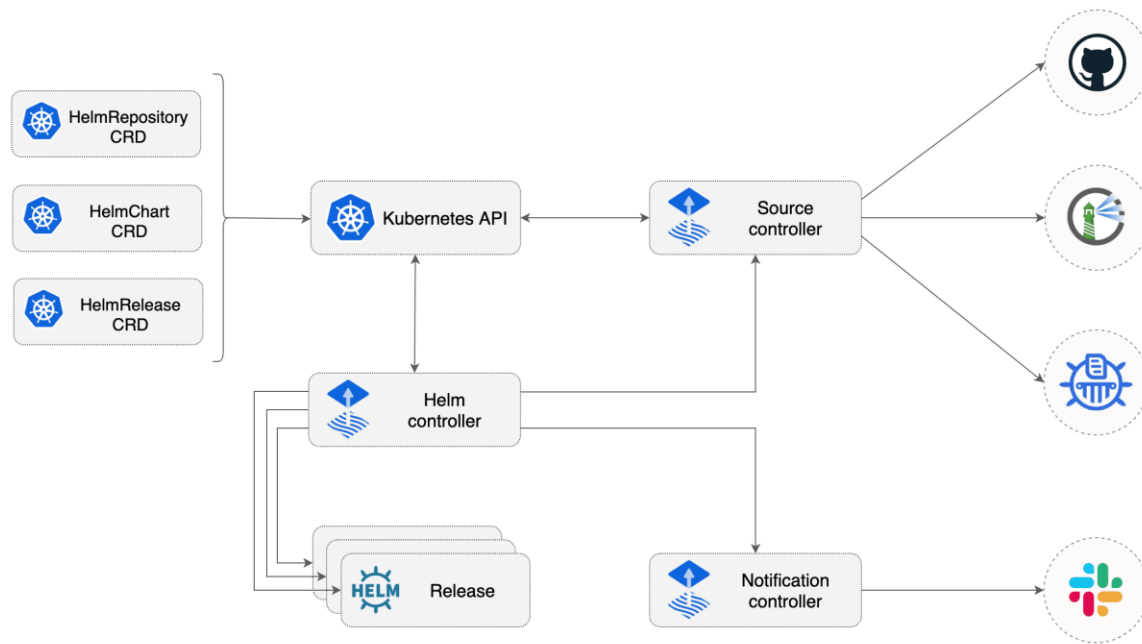 HelmRepository
CRD
HelmChart
CRD
HelmRelease
CRD
Kubernetes API
Source
controller
Helm
controller
HELM
Release
Notification
controller